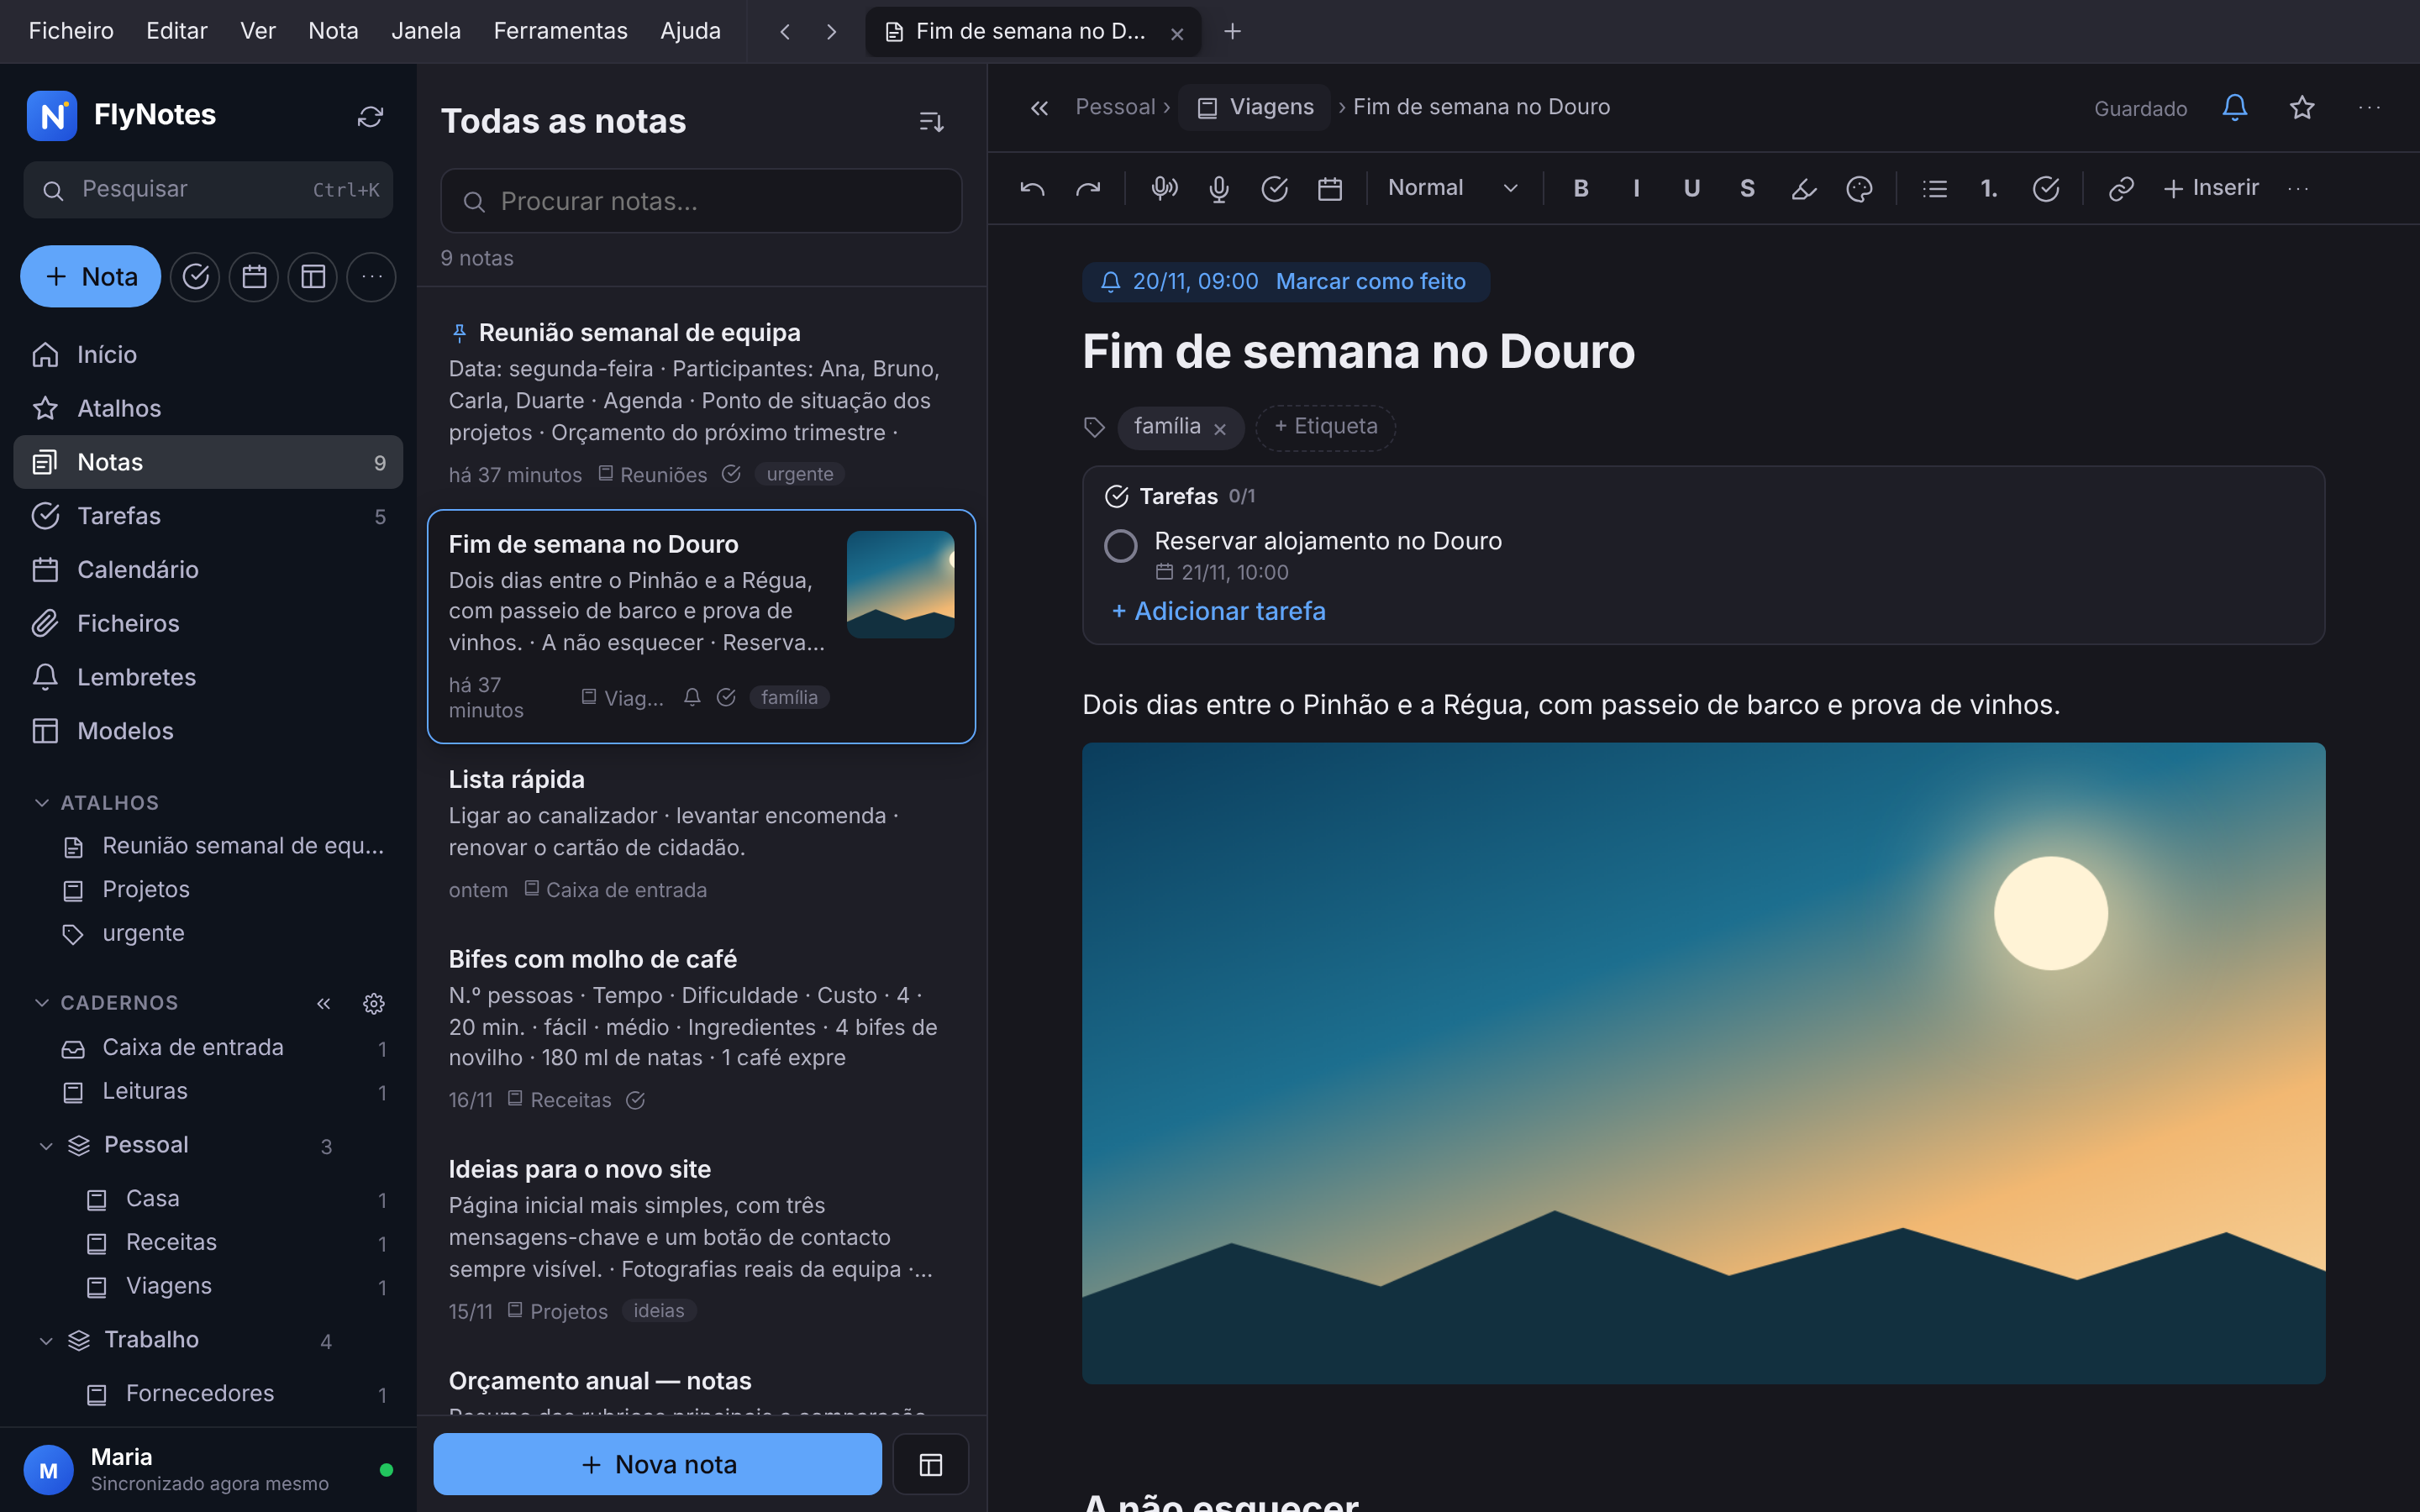 Ficheiro Editar Ver Nota Janela Ferramentas Ajuda
Fim de semana no D...
FlyNotes
Pesquisar Ctrl+K
+ Nota
Início
Atalhos
Notas 9
Tarefas 5
Calendário
Ficheiros
Lembretes
Modelos
ATALHOS
Reunião semanal de equ...
Projetos
urgente
CADERNOS
Caixa de entrada 1
Leituras 1
Pessoal 3
Casa 1
Receitas 1
Viagens 1
Trabalho 4
Fornecedores 1
M
Maria
Sincronizado agora mesmo
Todas as notas
Procurar notas...
9 notas
Reunião semanal de equipa
Data: segunda-feira · Participantes: Ana, Bruno,
Carla, Duarte · Agenda · Ponto de situação dos
projetos · Orçamento do próximo trimestre ·
há 37 minutos Reuniões urgente
Fim de semana no Douro
Dois dias entre o Pinhão e a Régua,
com passeio de barco e prova de
vinhos. · A não esquecer · Reserva...
há 37
minutos Viag... família
Lista rápida
Ligar ao canalizador · levantar encomenda ·
renovar o cartão de cidadão.
ontem Caixa de entrada
Bifes com molho de café
N.º pessoas · Tempo · Dificuldade · Custo · 4 ·
20 min. · fácil · médio · Ingredientes · 4 bifes de
novilho · 180 ml de natas · 1 café expre
16/11 Receitas
Ideias para o novo site
Página inicial mais simples, com três
mensagens-chave e um botão de contacto
sempre visível. · Fotografias reais da equipa ·...
15/11 Projetos ideias
Orçamento anual — notas
Resumo das rubricas principais e comparação
+ Nova nota
Pessoal › Viagens › Fim de semana no Douro
Guardado
Normal B I U S 1. + Inserir
20/11, 09:00 Marcar como feito
Fim de semana no Douro
família × + Etiqueta
Tarefas 0/1
Reservar alojamento no Douro
21/11, 10:00
+ Adicionar tarefa
Dois dias entre o Pinhão e a Régua, com passeio de barco e prova de vinhos.
A não esquecer